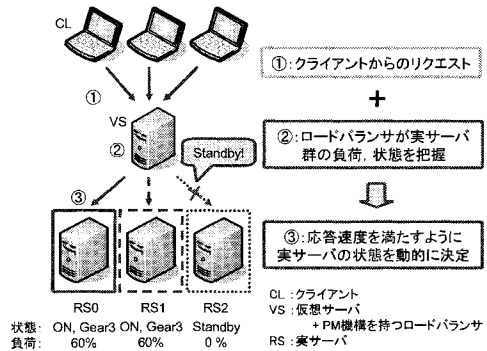 CL
①
VS
②
Standby!
③
RS0 RS1 RS2
状態: ON, Gear3 ON, Gear3 Standby
負荷: 60% 60% 0 %
①:クライアントからのリクエスト
+
②:ロードバランサが実サーバ
群の負荷, 状態を把握
③:応答速度を満たすように
実サーバの状態を動的に決定
CL :クライアント
VS :仮想サーバ
+ PM機構を持つロードバランサ
RS :実サーバ